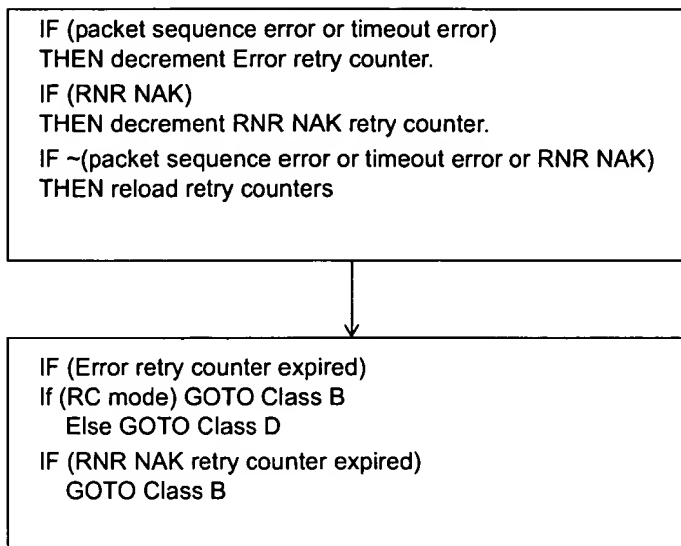 IF (packet sequence error or timeout error)
THEN decrement Error retry counter.
IF (RNR NAK)
THEN decrement RNR NAK retry counter.
IF ~(packet sequence error or timeout error or RNR NAK)
THEN reload retry counters
IF (Error retry counter expired)
If (RC mode) GOTO Class B
Else GOTO Class D
IF (RNR NAK retry counter expired)
GOTO Class B